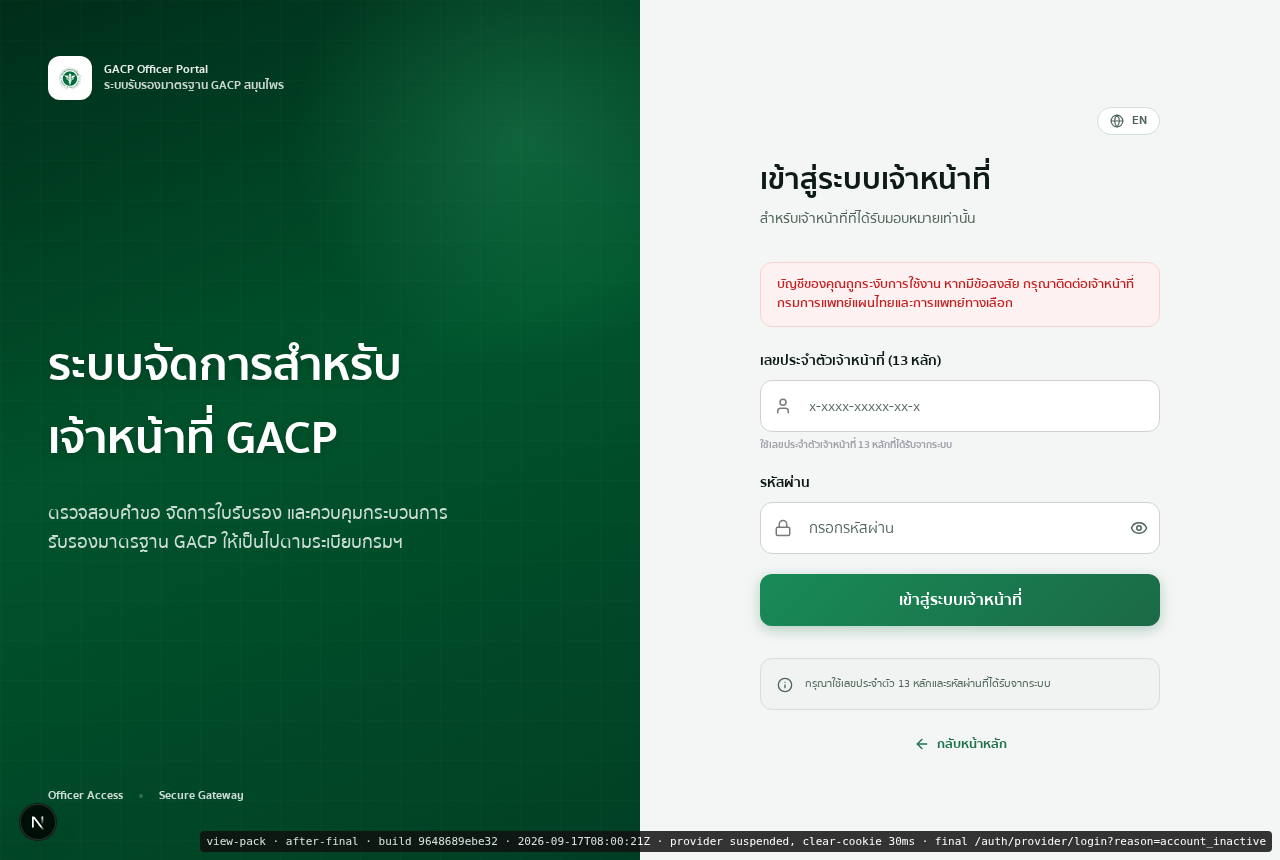 GACP Officer Portal
ระบบรับรองมาตรฐาน GACP สมุนไพร
ระบบจัดการสำหรับ
เจ้าหน้าที่ GACP
ตรวจสอบคำขอ จัดการใบรับรอง และควบคุมกระบวนการ
รับรองมาตรฐาน GACP ให้เป็นไปตามระเบียบกรมฯ
Officer Access
Secure Gateway
N
EN
เข้าสู่ระบบเจ้าหน้าที่
สำหรับเจ้าหน้าที่ที่ได้รับมอบหมายเท่านั้น
บัญชีของคุณถูกระงับการใช้งาน หากมีข้อสงสัย กรุณาติดต่อเจ้าหน้าที่
กรมการแพทย์แผนไทยและการแพทย์ทางเลือก
เลขประจำตัวเจ้าหน้าที่ (13 หลัก)
x-xxxx-xxxxx-xx-x
ใช้เลขประจำตัวเจ้าหน้าที่ 13 หลักที่ได้รับจากระบบ
รหัสผ่าน
กรอกรหัสผ่าน
เข้าสู่ระบบเจ้าหน้าที่
กรุณาใช้เลขประจำตัว 13 หลักและรหัสผ่านที่ได้รับจากระบบ
กลับหน้าหลัก
view-pack · after-final · build 9648689ebe32 · 2026-09-17T08:00:21Z · provider suspended, clear-cookie 30ms · final /auth/provider/login?reason=account_inactive